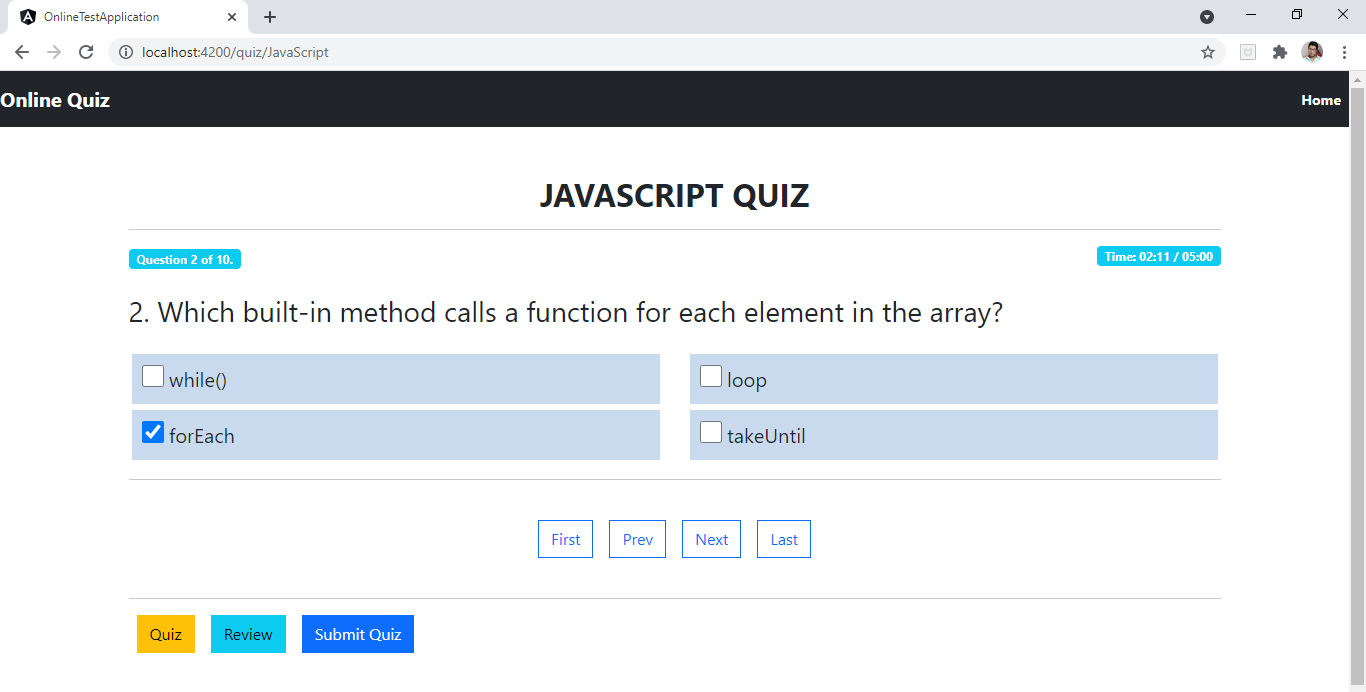 OnlineTestApplication
localhost:4200/quiz/JavaScript
Online Quiz
Home
JAVASCRIPT QUIZ
Question 2 of 10.
Time: 02:11 / 05:00
2. Which built-in method calls a function for each element in the array?
while()
loop
forEach
takeUntil
First
Prev
Next
Last
Quiz
Review
Submit Quiz